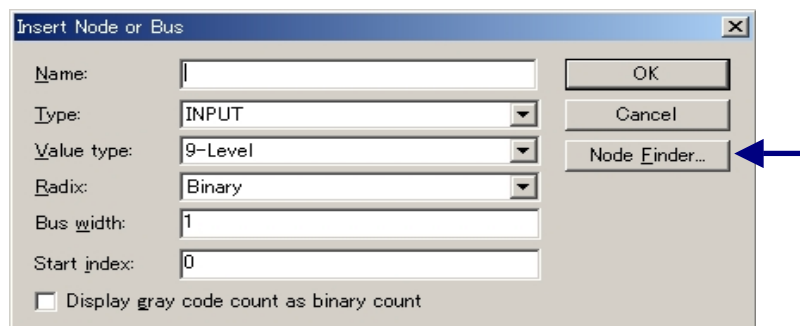 Insert Node or Bus
Name:
OK
Type: INPUT
Cancel
Value type: 9-Level
Node Finder...
Radix: Binary
Bus width: 1
Start index: 0
Display gray code count as binary count